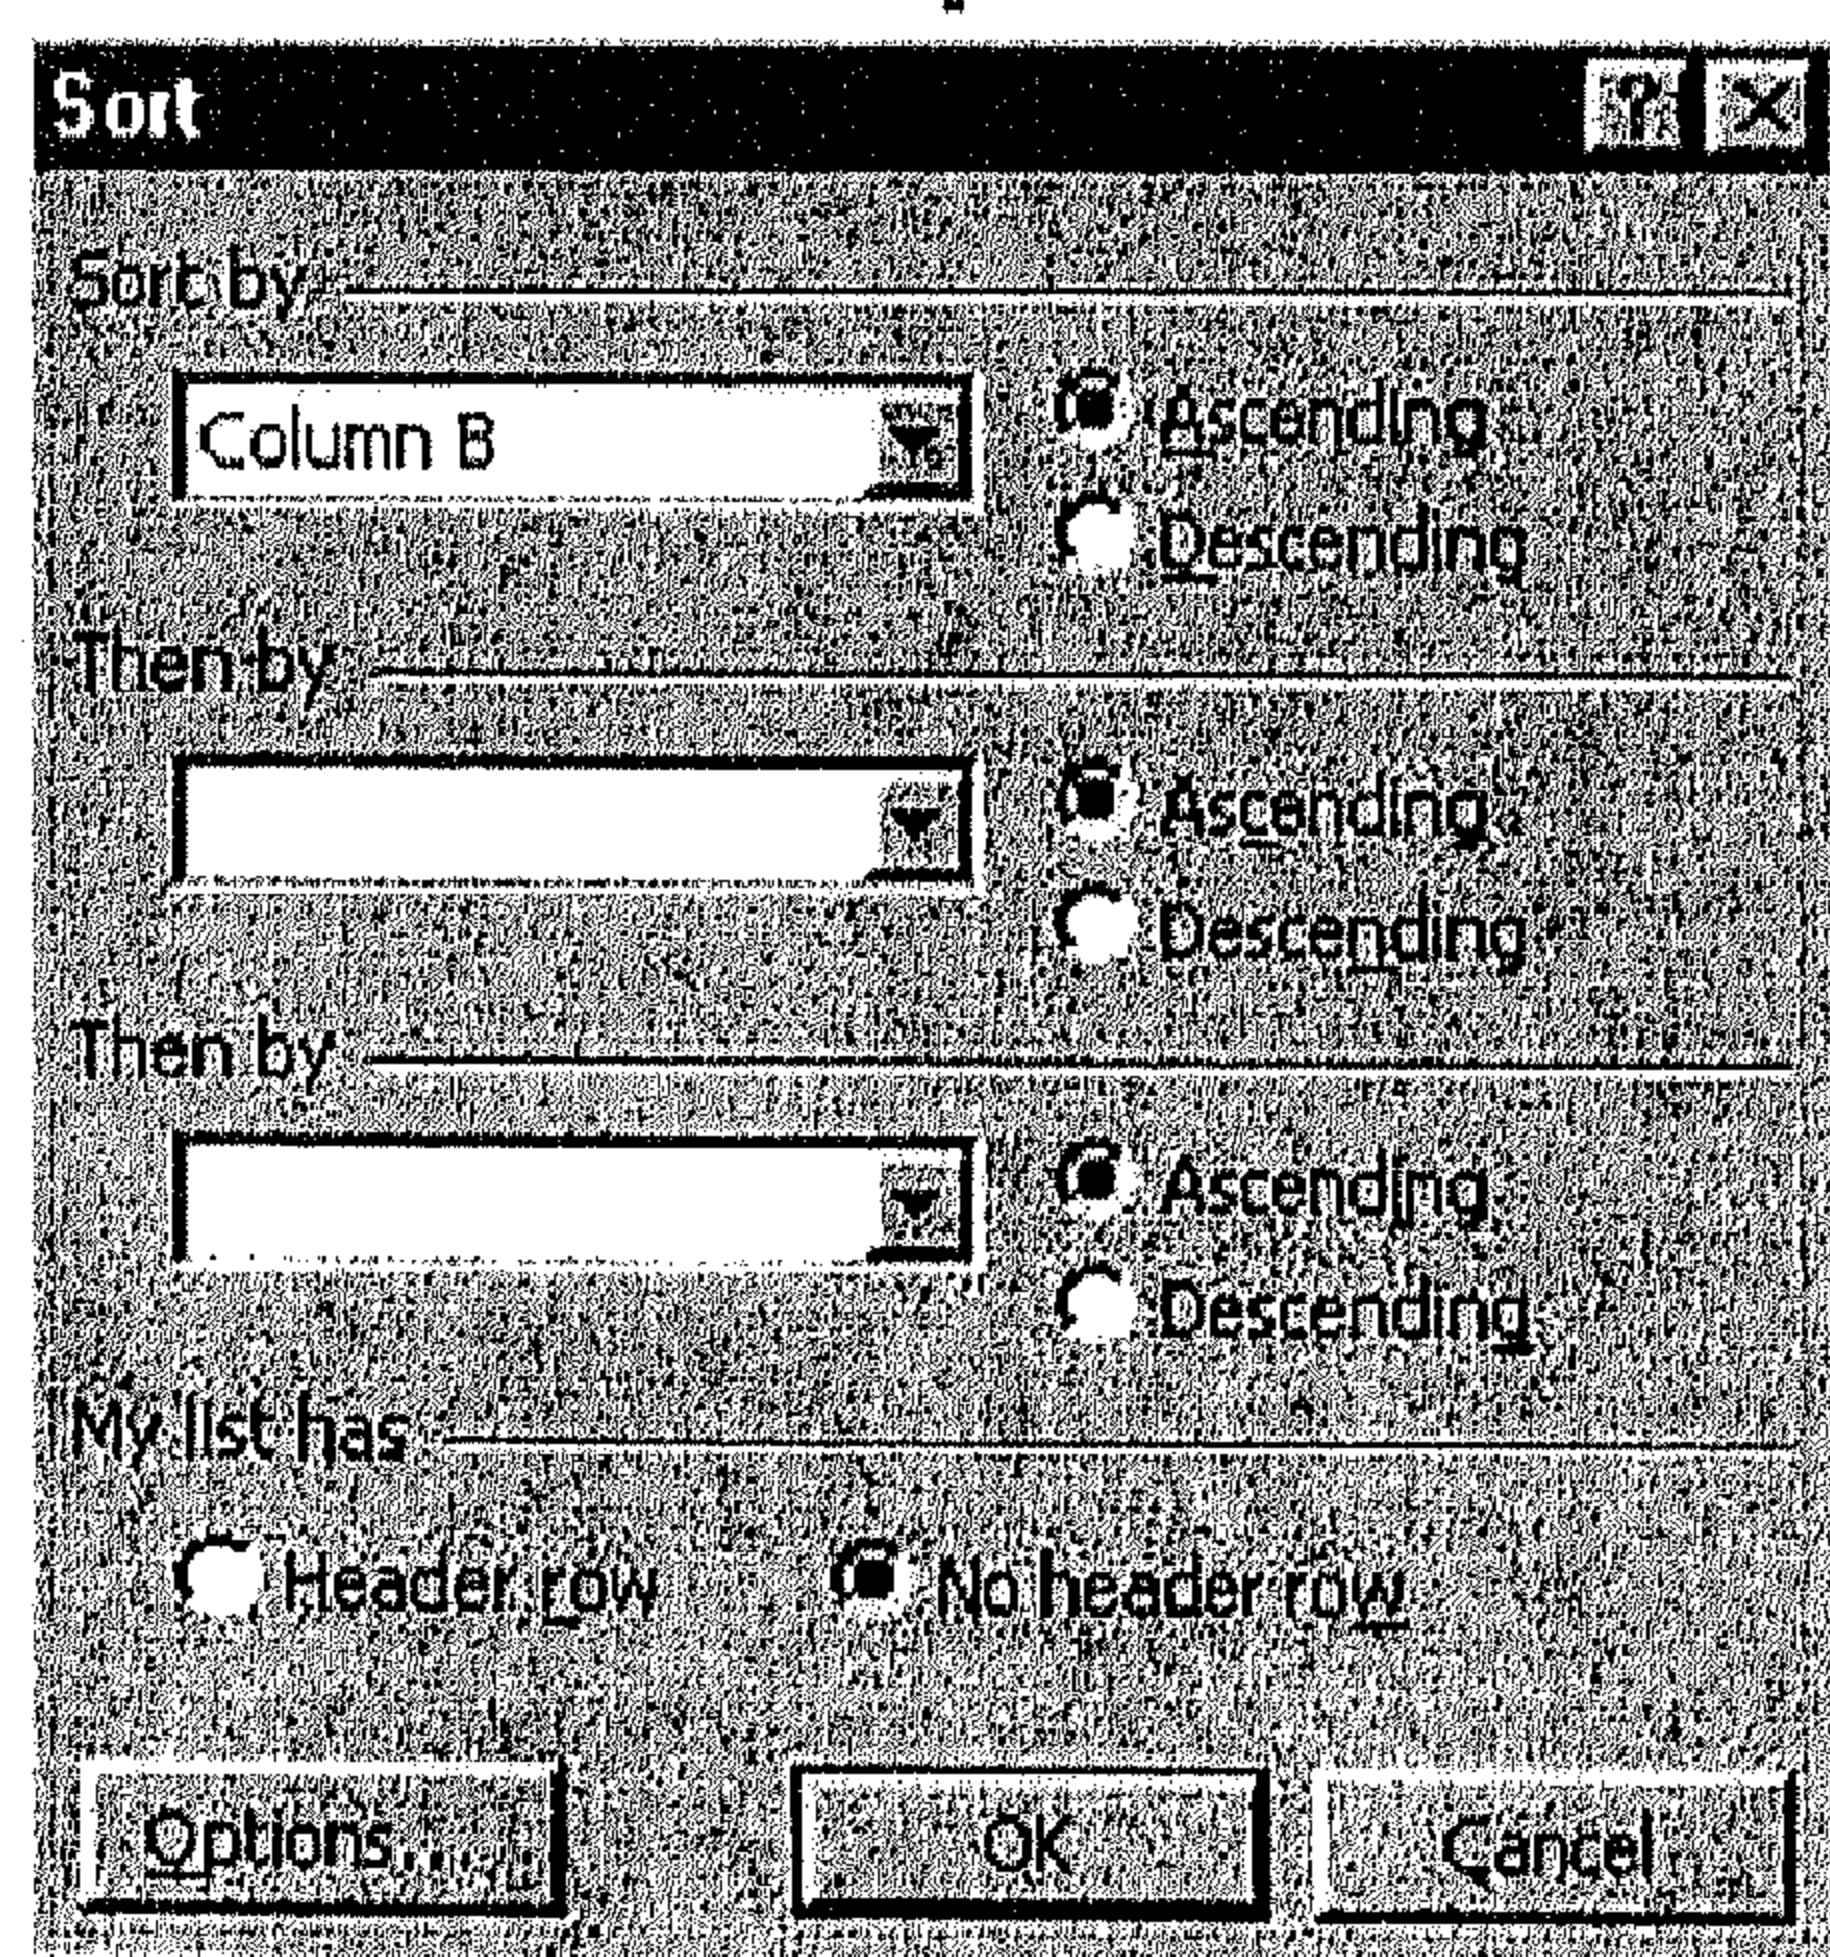 Sort
Sort by
Column B
Ascending
Descending
Then by
Ascending
Descending
Then by
Ascending
Descending
My list has
Header row
No header row
Options...
OK
Cancel